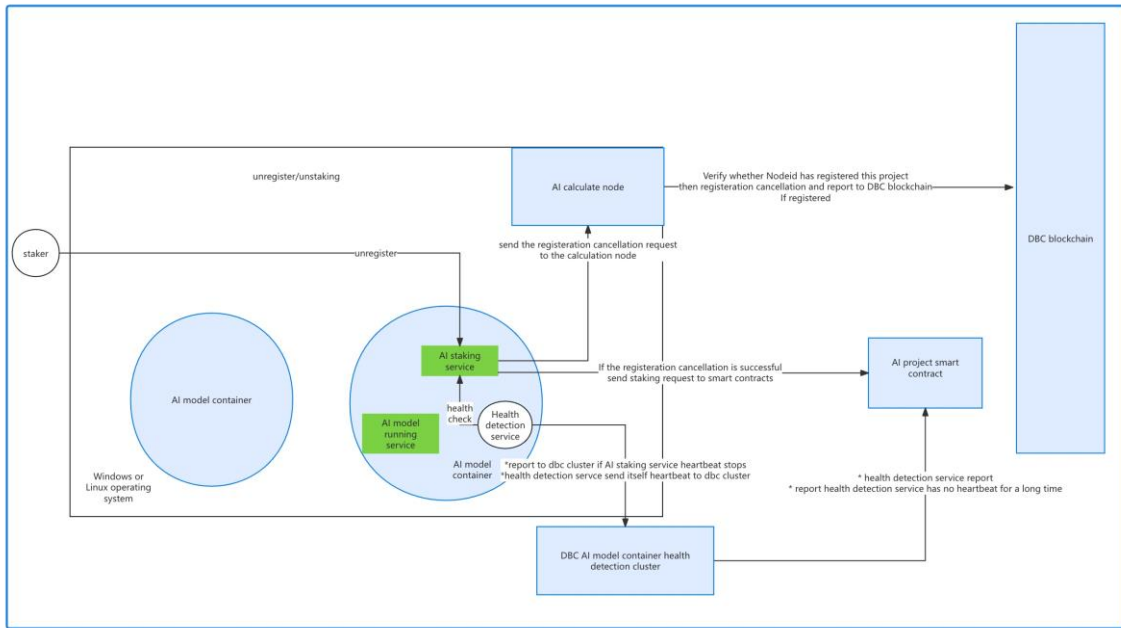 unregister/unstaking
AI calculate node
Verify whether Nodeid has registered this project
then registeration cancellation and report to DBC blockchain
If registered
DBC blockchain
staker
unregister
send the registeration cancellation request
to the calculation node
AI staking
service
If the registeration cancellation is successful
send staking request to smart contracts
AI project smart
contract
AI model container
health
check
Health
detection
service
AI model
running
service
AI model
container
*report to dbc cluster if AI staking service heartbeat stops
*health detection servce send itself heartbeat to dbc cluster
Windows or
Linux operating
system
* health detection service report
* report health detection service has no heartbeat for a long time
DBC AI model container health
detection cluster